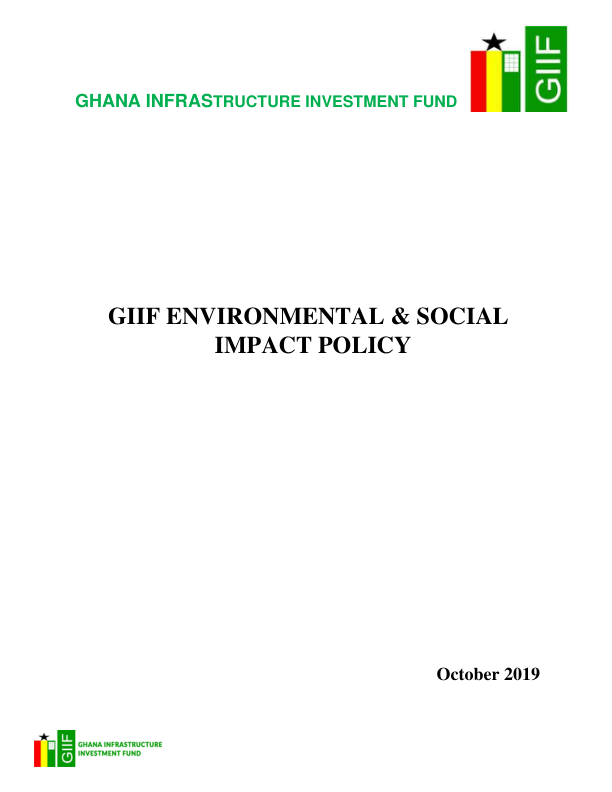 GHANA INFRASTRUCTURE INVESTMENT FUND
GIIF
GIIF ENVIRONMENTAL & SOCIAL
IMPACT POLICY
October 2019
GIIF
GHANA INFRASTRUCTURE
INVESTMENT FUND